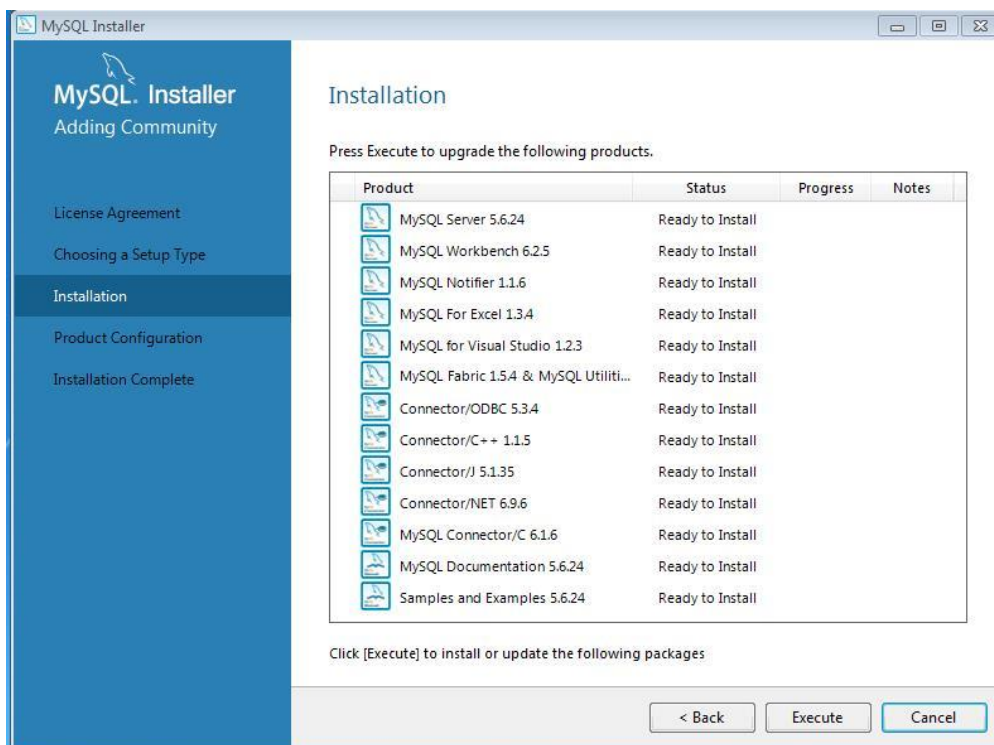 MySQL Installer
MySQL. Installer
Adding Community
License Agreement
Choosing a Setup Type
Installation
Product Configuration
Installation Complete
Installation
Press Execute to upgrade the following products.
Product Status Progress Notes
MySQL Server 5.6.24 Ready to Install
MySQL Workbench 6.2.5 Ready to Install
MySQL Notifier 1.1.6 Ready to Install
MySQL For Excel 1.3.4 Ready to Install
MySQL for Visual Studio 1.2.3 Ready to Install
MySQL Fabric 1.5.4 & MySQL Utiliti... Ready to Install
Connector/ODBC 5.3.4 Ready to Install
Connector/C++ 1.1.5 Ready to Install
Connector/J 5.1.35 Ready to Install
Connector/NET 6.9.6 Ready to Install
MySQL Connector/C 6.1.6 Ready to Install
MySQL Documentation 5.6.24 Ready to Install
Samples and Examples 5.6.24 Ready to Install
Click [Execute] to install or update the following packages
< Back Execute Cancel